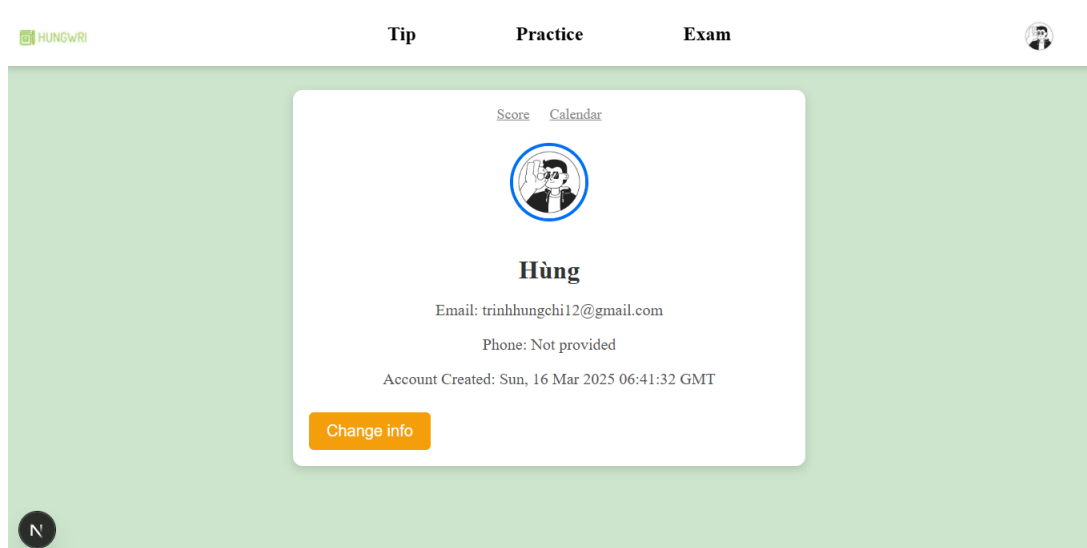 HUNGWRI
Tip Practice Exam
Score Calendar
Hùng
Email: trinhhungchi12@gmail.com
Phone: Not provided
Account Created: Sun, 16 Mar 2025 06:41:32 GMT
Change info
N